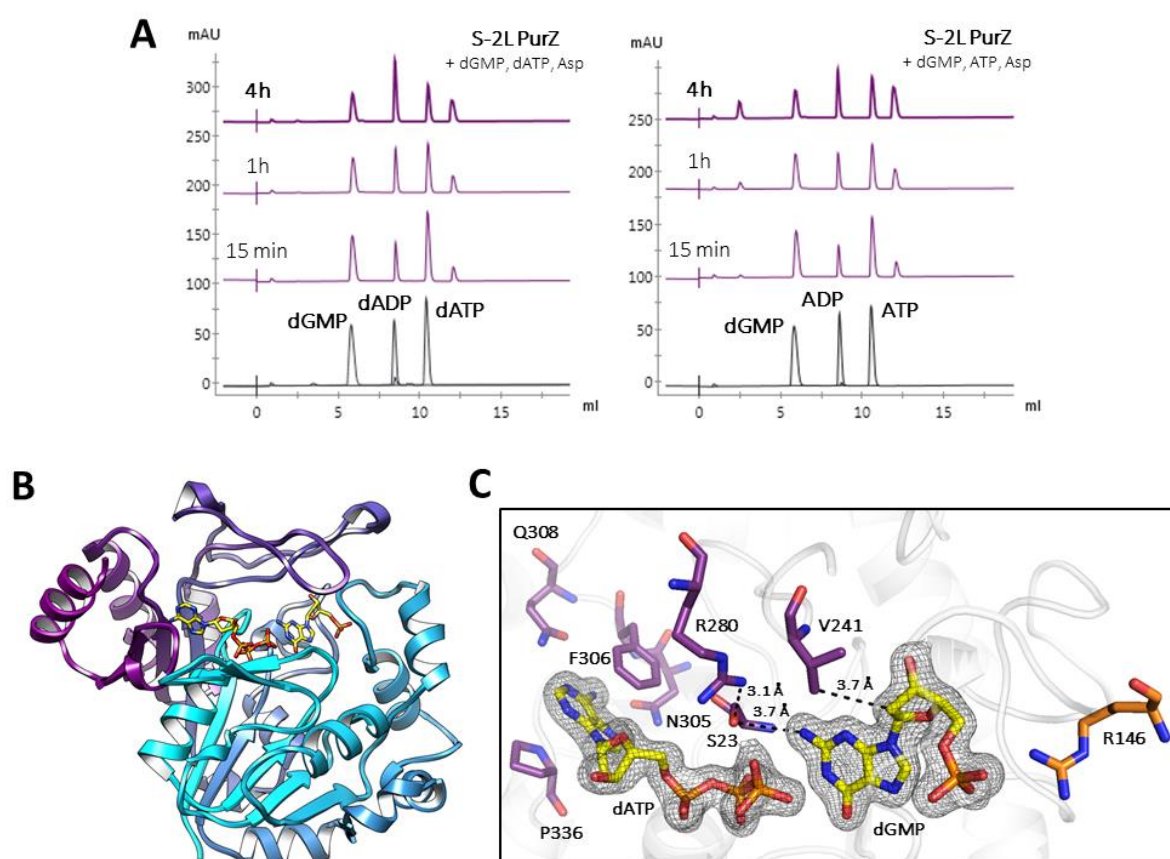 A
mAU
S-2L PurZ
+ dGMP, dATP, Asp
300
4h
250
1h
200
150
15 min
100
dGMP
dADP
dATP
50
0
0
5
10
15
ml
mAU
S-2L PurZ
+ dGMP, ATP, Asp
4h
250
1h
200
150
15 min
100
dGMP
ADP
ATP
50
0
0
5
10
15
ml
B
C
Q308
R280
V241
F306
3.1 Å
3.7 Å
3.7 Å
N305
S23
R146
P336
dATP
dGMP